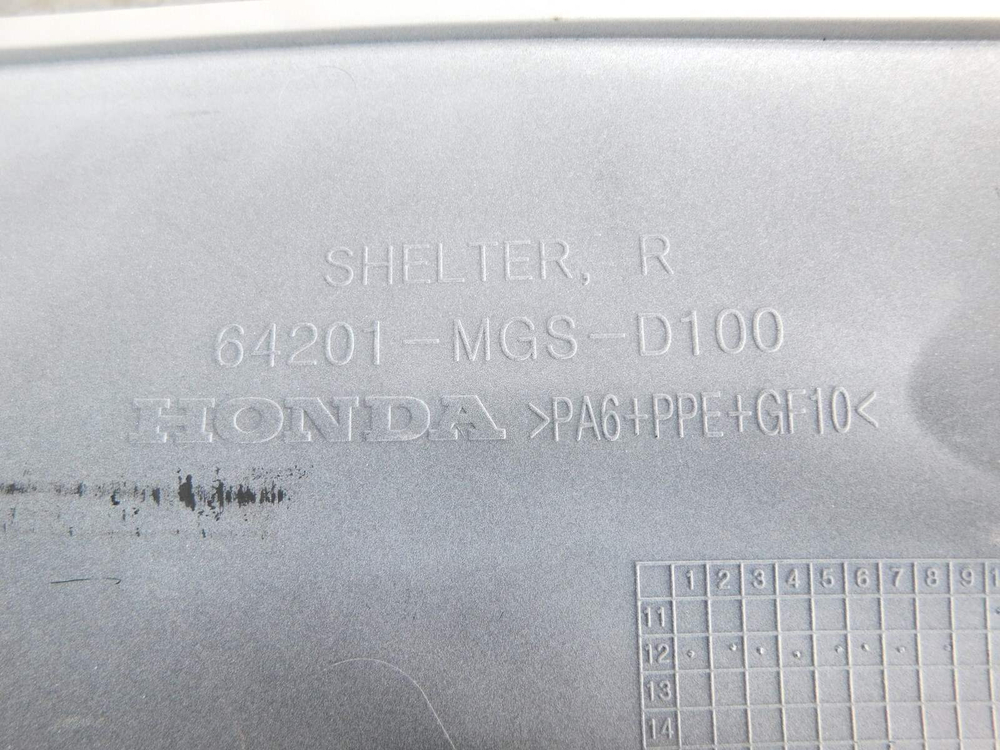 SHELTER, R
64201-MGS-D100
HONDA >PA6+PPE+GF10<
1 2 3 4 5 6 7 8 9 1
11
12
13
14